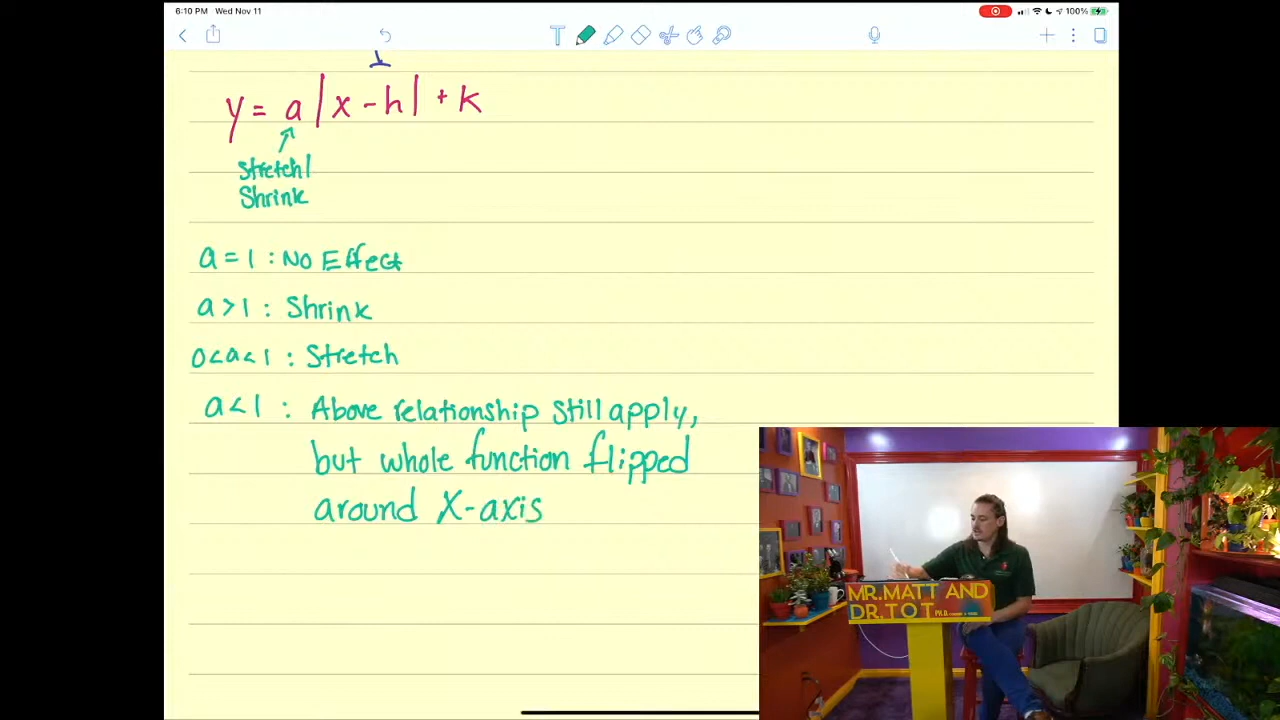 6:10 PM Wed Nov 11
100%
T
y = a|x - h| + k
Stretch/
Shrink
a = 1 : No Effect
a > 1 : Shrink
0 < a < 1 : Stretch
a < 1 : Above relationship still apply,
but whole function flipped
around X-axis
MR.MATT AND
DR.TOT PH.D.